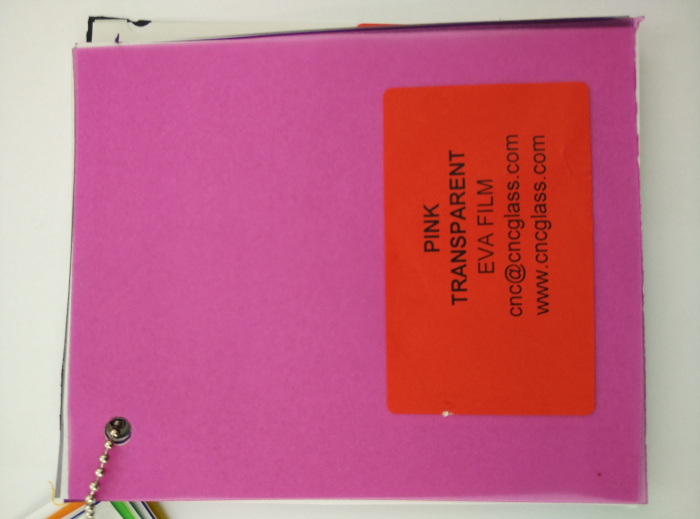 PINK
TRANSPARENT
EVA FILM
cnc@cncglass.com
www.cncglass.com